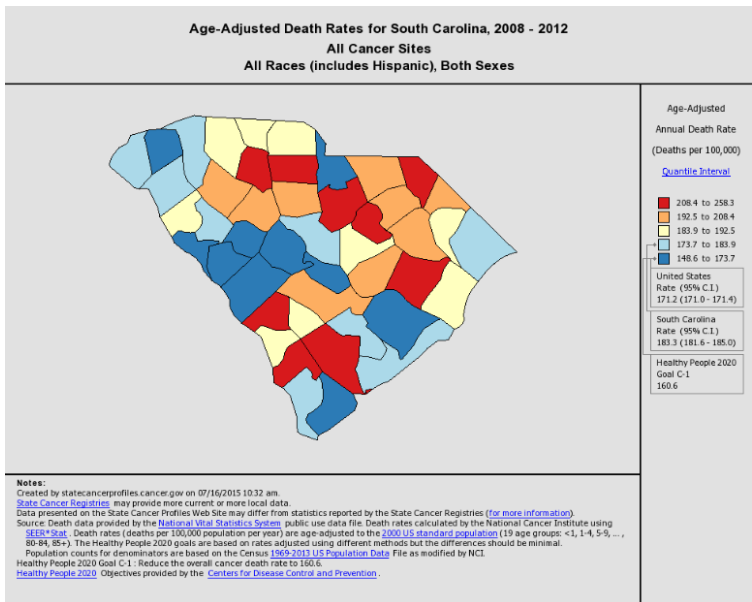 Age-Adjusted Death Rates for South Carolina, 2008 - 2012
All Cancer Sites
All Races (includes Hispanic), Both Sexes
Age-Adjusted
Annual Death Rate
(Deaths per 100,000)
Quantile Interval
208.4 to 258.3
192.5 to 208.4
183.9 to 192.5
173.7 to 183.9
148.6 to 173.7
United States
Rate (95% C.I.)
171.2 (171.0 - 171.4)
South Carolina
Rate (95% C.I.)
183.3 (181.6 - 185.0)
Healthy People 2020
Goal C-1
160.6
Notes:
Created by statecancerprofiles.cancer.gov on 07/16/2015 10:32 am.
State Cancer Registries may provide more current or more local data.
Data presented on the State Cancer Profiles Web Site may differ from statistics reported by the State Cancer Registries (for more information).
Source: Death data provided by the National Vital Statistics System public use data file. Death rates calculated by the National Cancer Institute using
SEER*Stat . Death rates (deaths per 100,000 population per year) are age-adjusted to the 2000 US standard population (19 age groups: <1, 1-4, 5-9, ... ,
80-84, 85+). The Healthy People 2020 goals are based on rates adjusted using different methods but the differences should be minimal.
Population counts for denominators are based on the Census 1969-2013 US Population Data File as modified by NCI.
Healthy People 2020 Goal C-1 : Reduce the overall cancer death rate to 160.6.
Healthy People 2020 Objectives provided by the Centers for Disease Control and Prevention .